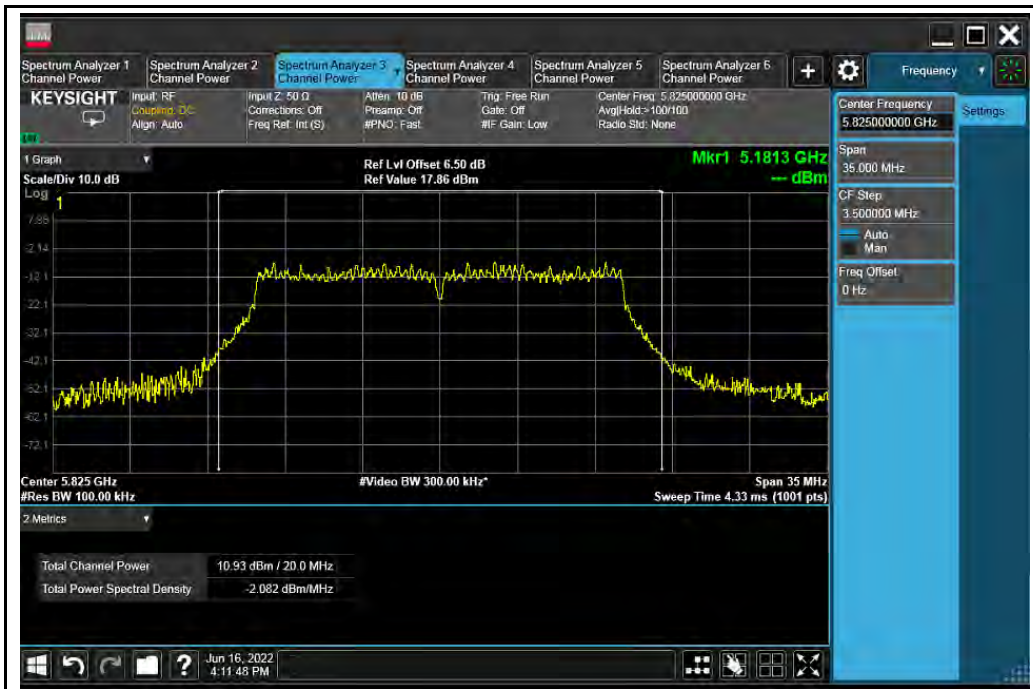 Spectrum Analyzer 1
Channel Power
Spectrum Analyzer 2
Channel Power
Spectrum Analyzer 3
Channel Power
Spectrum Analyzer 4
Channel Power
Spectrum Analyzer 5
Channel Power
Spectrum Analyzer 6
Channel Power
+
Frequency
KEYSIGHT
Input: RF
Coupling: DC
Align: Auto
Input Z: 50 Ω
Corrections: Off
Freq Ref: Int (S)
Atten: 10 dB
Preamp: Off
#PNO: Fast
Trig: Free Run
Gate: Off
#IF Gain: Low
Center Freq: 5.825000000 GHz
Avg|Hold:>100/100
Radio Std: None
Center Frequency
5.825000000 GHz
Settings
Span
35.000 MHz
CF Step
3.500000 MHz
Auto
Man
Freq Offset
0 Hz
1 Graph
Scale/Div 10.0 dB
Log
Ref Lvl Offset 6.50 dB
Ref Value 17.86 dBm
Mkr1 5.1813 GHz
--- dBm
1
7.86
-2.14
-12.1
-22.1
-32.1
-42.1
-52.1
-62.1
-72.1
Center 5.825 GHz
#Res BW 100.00 kHz
#Video BW 300.00 kHz*
Span 35 MHz
Sweep Time 4.33 ms (1001 pts)
2 Metrics
Total Channel Power 10.93 dBm / 20.0 MHz
Total Power Spectral Density -2.082 dBm/MHz
?
Jun 16, 2022
4:11:48 PM